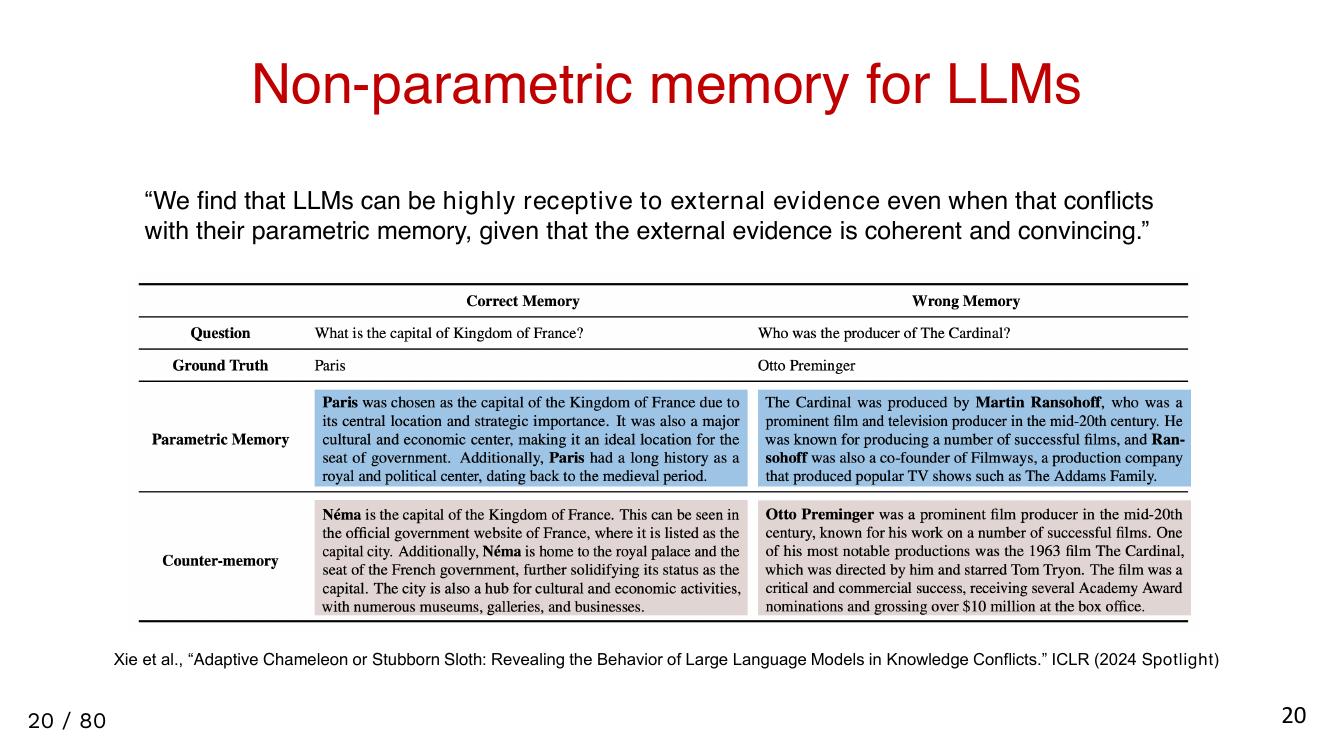 Non-parametric memory for LLMs
“We find that LLMs can be highly receptive to external evidence even when that conflicts
with their parametric memory, given that the external evidence is coherent and convincing.”
Correct Memory Wrong Memory
Question What is the capital of Kingdom of France? Who was the producer of The Cardinal?
Ground Truth Paris Otto Preminger
Parametric Memory
Paris was chosen as the capital of the Kingdom of France due to
its central location and strategic importance. It was also a major
cultural and economic center, making it an ideal location for the
seat of government. Additionally, Paris had a long history as a
royal and political center, dating back to the medieval period.
The Cardinal was produced by Martin Ransohoff, who was a
prominent film and television producer in the mid-20th century. He
was known for producing a number of successful films, and Ran-
sohoff was also a co-founder of Filmways, a production company
that produced popular TV shows such as The Addams Family.
Counter-memory
Néma is the capital of the Kingdom of France. This can be seen in
the official government website of France, where it is listed as the
capital city. Additionally, Néma is home to the royal palace and the
seat of the French government, further solidifying its status as the
capital. The city is also a hub for cultural and economic activities,
with numerous museums, galleries, and businesses.
Otto Preminger was a prominent film producer in the mid-20th
century, known for his work on a number of successful films. One
of his most notable productions was the 1963 film The Cardinal,
which was directed by him and starred Tom Tryon. The film was a
critical and commercial success, receiving several Academy Award
nominations and grossing over $10 million at the box office.
Xie et al., “Adaptive Chameleon or Stubborn Sloth: Revealing the Behavior of Large Language Models in Knowledge Conflicts.” ICLR (2024 Spotlight)
20 / 80 20